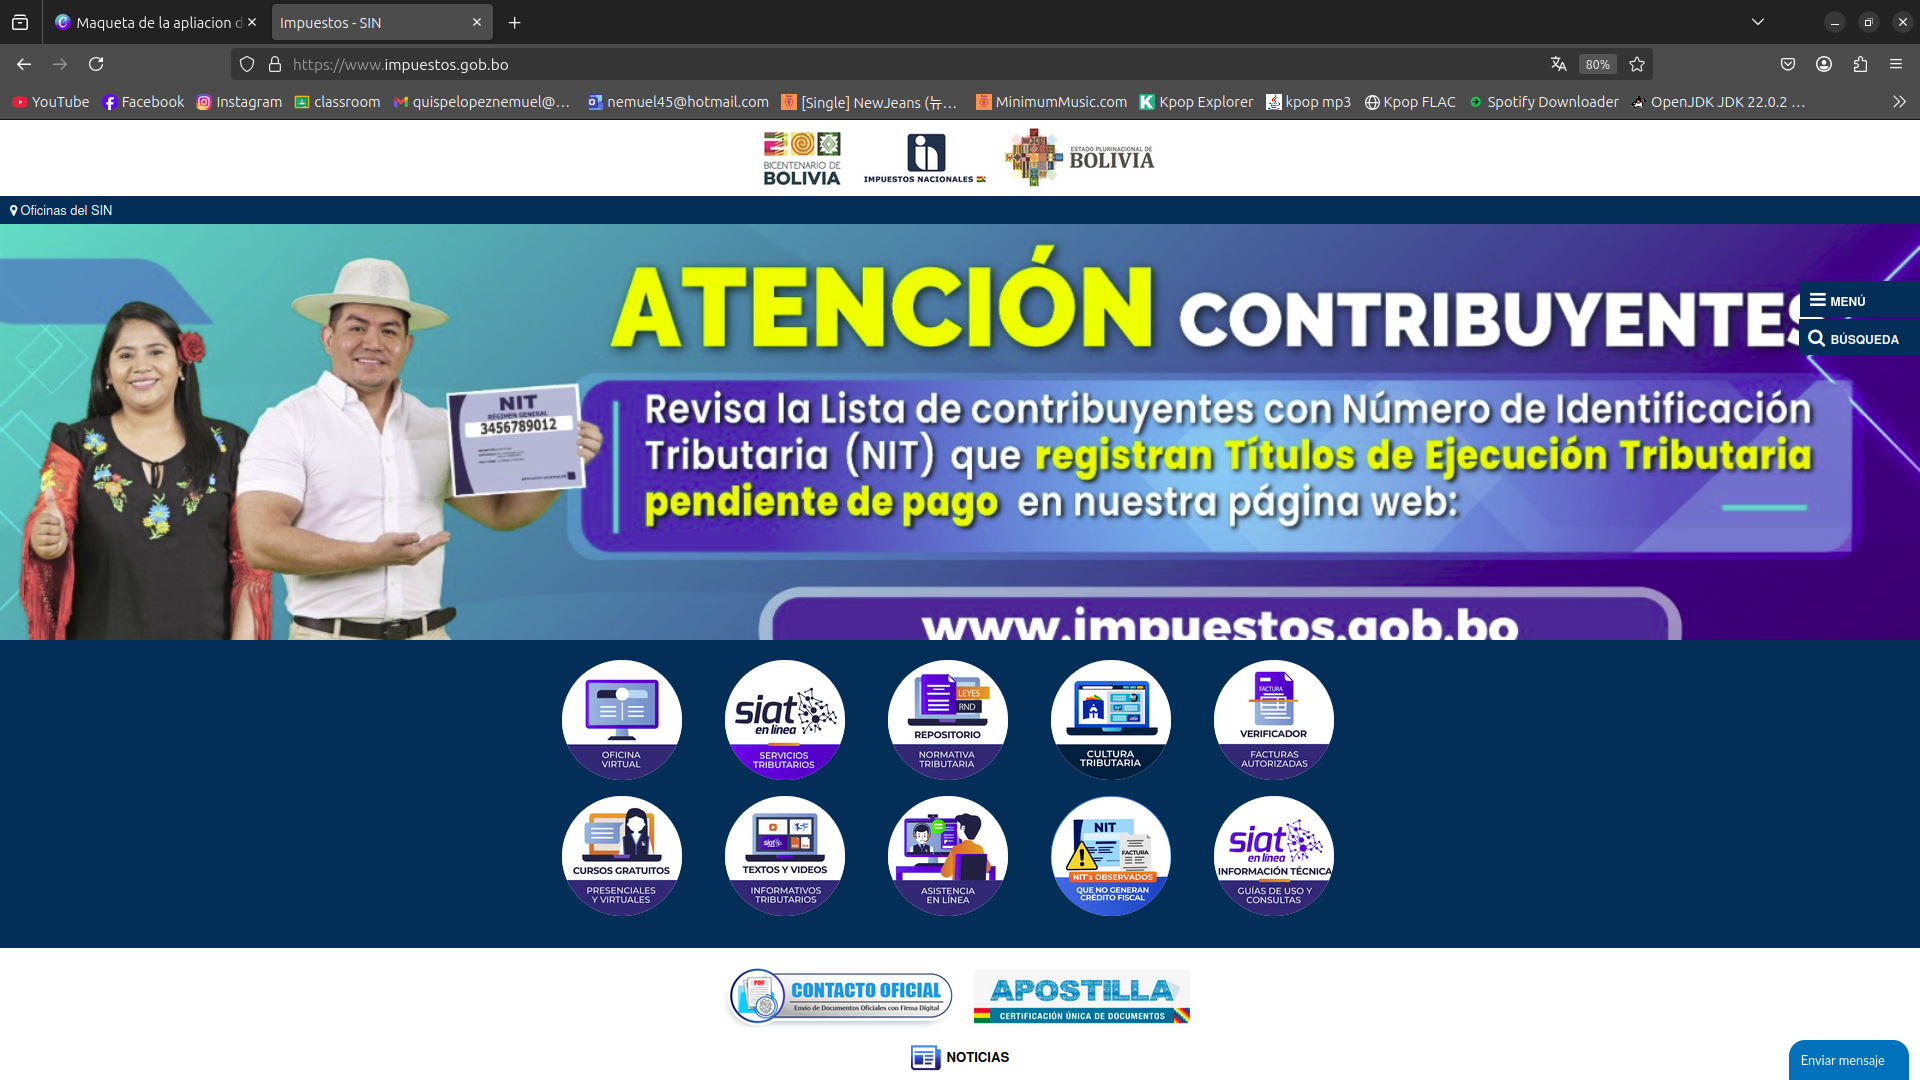 Maqueta de la apliacion d
Impuestos - SIN
https://www.impuestos.gob.bo
80%
YouTube
Facebook
Instagram
classroom
quispelopeznemuel@...
nemuel45@hotmail.com
[Single] NewJeans (뉴...
MinimumMusic.com
Kpop Explorer
kpop mp3
Kpop FLAC
Spotify Downloader
OpenJDK JDK 22.0.2 ...
BICENTENARIO DE
BOLIVIA
IMPUESTOS NACIONALES
ESTADO PLURINACIONAL DE
BOLIVIA
Oficinas del SIN
ATENCIÓN CONTRIBUYENTES
MENÚ
BÚSQUEDA
NIT
RÉGIMEN GENERAL
3456789012
Revisa la Lista de contribuyentes con Número de Identificación
Tributaria (NIT) que registran Títulos de Ejecución Tributaria
pendiente de pago en nuestra página web:
www.impuestos.gob.bo
OFICINA
VIRTUAL
siat
en línea
SERVICIOS
TRIBUTARIOS
LEYES
RND
REPOSITORIO
NORMATIVA
TRIBUTARIA
CULTURA
TRIBUTARIA
FACTURA
VERIFICADOR
FACTURAS
AUTORIZADAS
CURSOS GRATUITOS
PRESENCIALES
Y VIRTUALES
siat
TEXTOS Y VIDEOS
INFORMATIVOS
TRIBUTARIOS
ASISTENCIA
EN LÍNEA
NIT
FACTURA
NIT's OBSERVADOS
QUE NO GENERAN
CRÉDITO FISCAL
siat
en línea
INFORMACIÓN TÉCNICA
GUÍAS DE USO Y
CONSULTAS
PDF
CONTACTO OFICIAL
Envío de Documentos Oficiales con Firma Digital
APOSTILLA
CERTIFICACIÓN ÚNICA DE DOCUMENTOS
NOTICIAS
Enviar mensaje